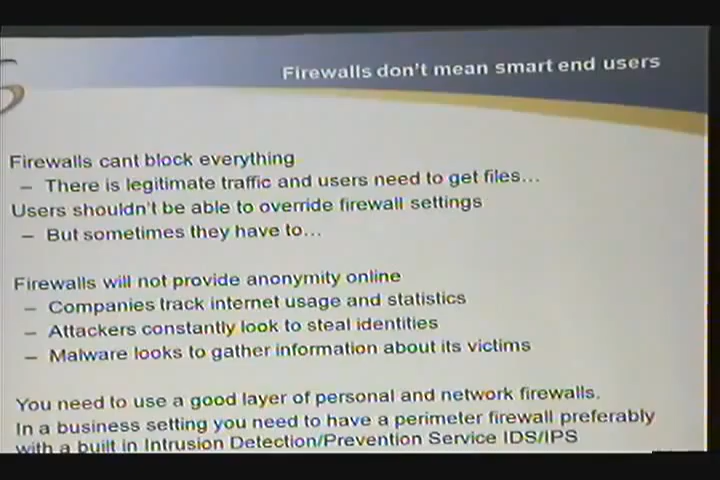 Firewalls don't mean smart end users
Firewalls cant block everything
– There is legitimate traffic and users need to get files...
Users shouldn't be able to override firewall settings
– But sometimes they have to...
Firewalls will not provide anonymity online
– Companies track internet usage and statistics
– Attackers constantly look to steal identities
– Malware looks to gather information about its victims
You need to use a good layer of personal and network firewalls.
In a business setting you need to have a perimeter firewall preferably
with a built in Intrusion Detection/Prevention Service IDS/IPS